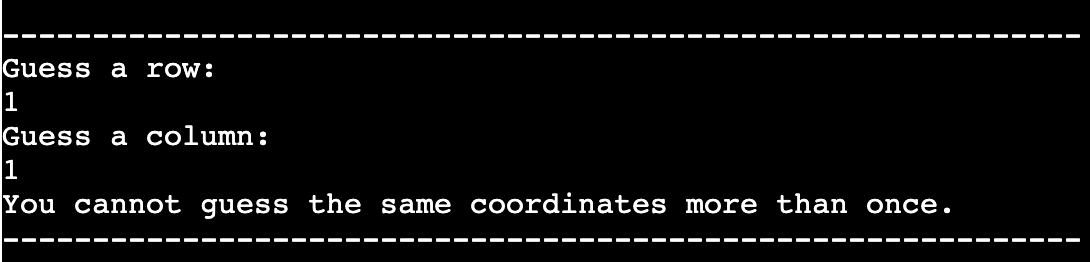 ------------------------------------------------------------
Guess a row:
1
Guess a column:
1
You cannot guess the same coordinates more than once.
------------------------------------------------------------